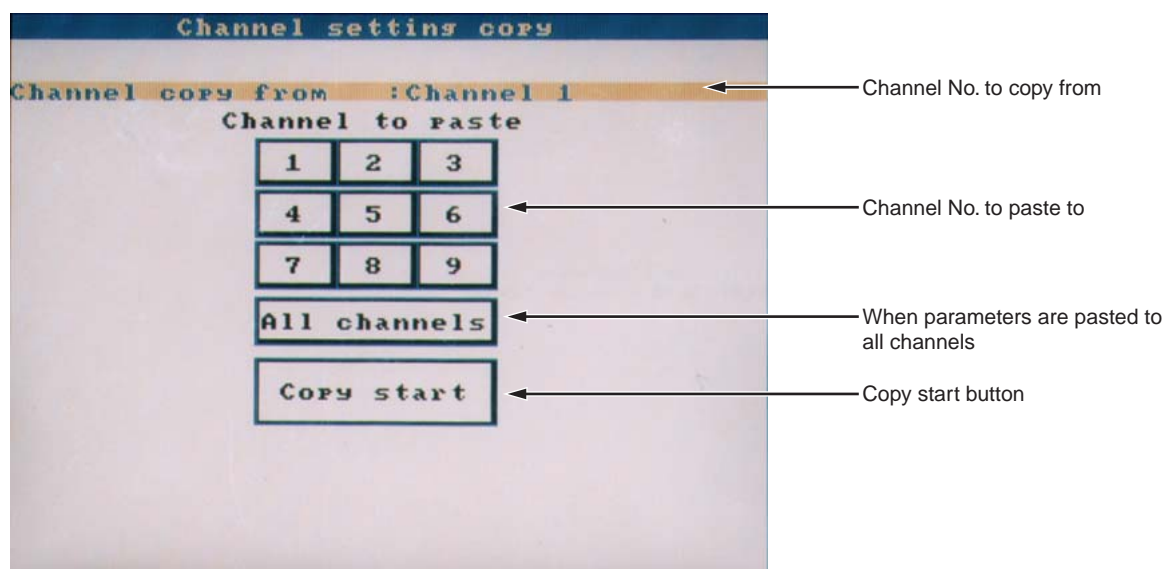 Channel setting copy
Channel copy from :Channel 1
Channel No. to copy from
Channel to paste
1 2 3
4 5 6
Channel No. to paste to
7 8 9
All channels
When parameters are pasted to
all channels
Copy start
Copy start button